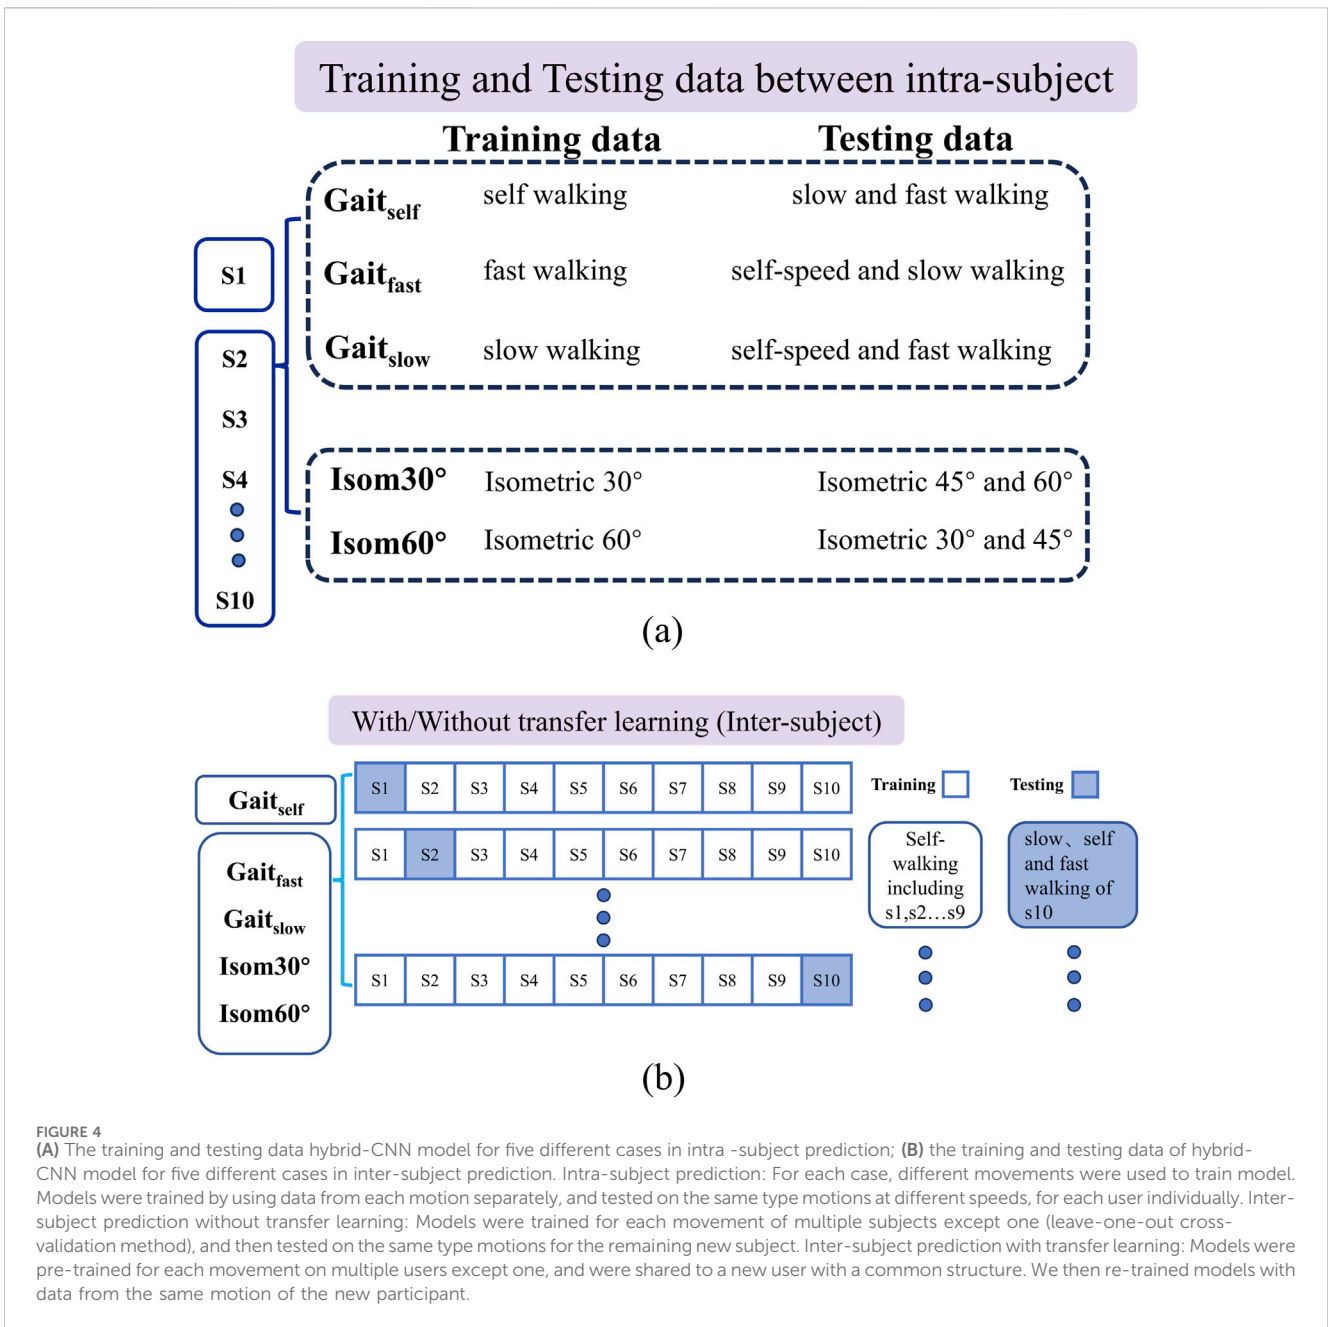 Training and Testing data between intra-subject
Training data Testing data
Gait_self self walking slow and fast walking
S1 Gait_fast fast walking self-speed and slow walking
S2 Gait_slow slow walking self-speed and fast walking
S3
S4 Isom30° Isometric 30° Isometric 45° and 60°
Isom60° Isometric 60° Isometric 30° and 45°
S10
(a)
With/Without transfer learning (Inter-subject)
Gait_self
Gait_fast
Gait_slow
Isom30°
Isom60°
S1 S2 S3 S4 S5 S6 S7 S8 S9 S10
S1 S2 S3 S4 S5 S6 S7 S8 S9 S10
S1 S2 S3 S4 S5 S6 S7 S8 S9 S10
Training Testing
Self-
walking
including
s1,s2...s9
slow、self
and fast
walking of
s10
(b)
FIGURE 4
(A) The training and testing data hybrid-CNN model for five different cases in intra -subject prediction; (B) the training and testing data of hybrid-
CNN model for five different cases in inter-subject prediction. Intra-subject prediction: For each case, different movements were used to train model.
Models were trained by using data from each motion separately, and tested on the same type motions at different speeds, for each user individually. Inter-
subject prediction without transfer learning: Models were trained for each movement of multiple subjects except one (leave-one-out cross-
validation method), and then tested on the same type motions for the remaining new subject. Inter-subject prediction with transfer learning: Models were
pre-trained for each movement on multiple users except one, and were shared to a new user with a common structure. We then re-trained models with
data from the same motion of the new participant.